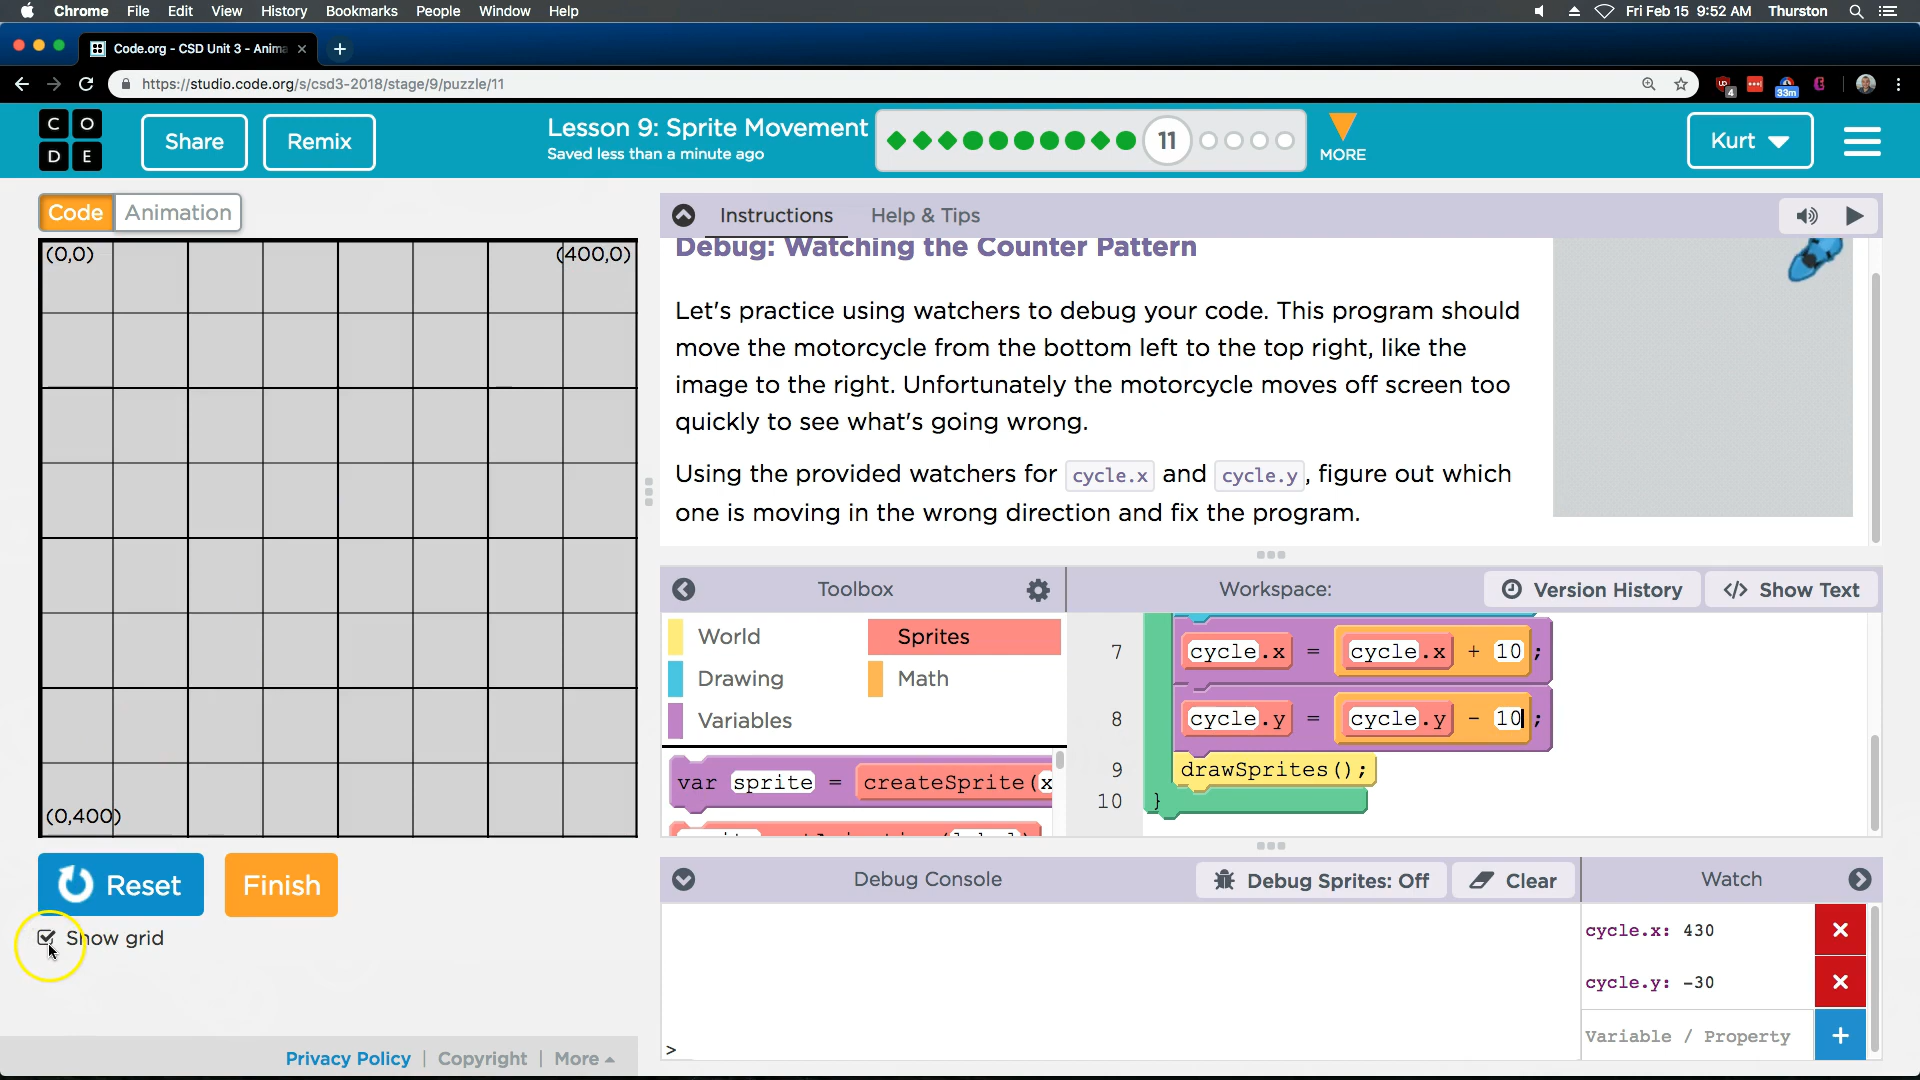 Chrome File Edit View History Bookmarks People Window Help Fri Feb 15 9:52 AM Thurston
Code.org - CSD Unit 3 - Anima
https://studio.code.org/s/csd3-2018/stage/9/puzzle/11
4
33m
C O
D E
Share
Remix
Lesson 9: Sprite Movement
Saved less than a minute ago
11
MORE
Kurt
Code
Animation
(0,0)
(400,0)
(0,400)
Instructions
Help & Tips
Debug: Watching the Counter Pattern
Let's practice using watchers to debug your code. This program should
move the motorcycle from the bottom left to the top right, like the
image to the right. Unfortunately the motorcycle moves off screen too
quickly to see what's going wrong.
Using the provided watchers for cycle.x and cycle.y, figure out which
one is moving in the wrong direction and fix the program.
Toolbox
Workspace:
Version History
</> Show Text
World
Sprites
Drawing
Math
Variables
var sprite = createSprite(x
7 cycle.x = cycle.x + 10;
8 cycle.y = cycle.y - 10;
9 drawSprites();
10 }
Reset
Finish
Show grid
Debug Console
Debug Sprites: Off
Clear
Watch
cycle.x: 430
cycle.y: -30
Variable / Property
+
>
Privacy Policy | Copyright | More